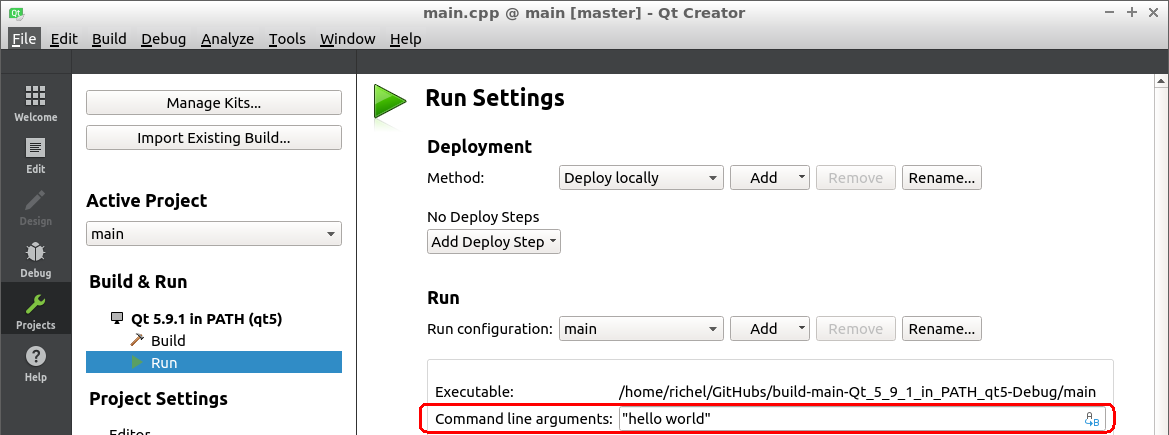 main.cpp @ main [master] - Qt Creator
File Edit Build Debug Analyze Tools Window Help
Welcome
Edit
Design
Debug
Projects
Help
Manage Kits...
Import Existing Build...
Active Project
main
Build & Run
Qt 5.9.1 in PATH (qt5)
Build
Run
Project Settings
Editor
Run Settings
Deployment
Method: Deploy locally Add Remove Rename...
No Deploy Steps
Add Deploy Step
Run
Run configuration: main Add Remove Rename...
Executable: /home/richel/GitHubs/build-main-Qt_5_9_1_in_PATH_qt5-Debug/main
Command line arguments: "hello world"